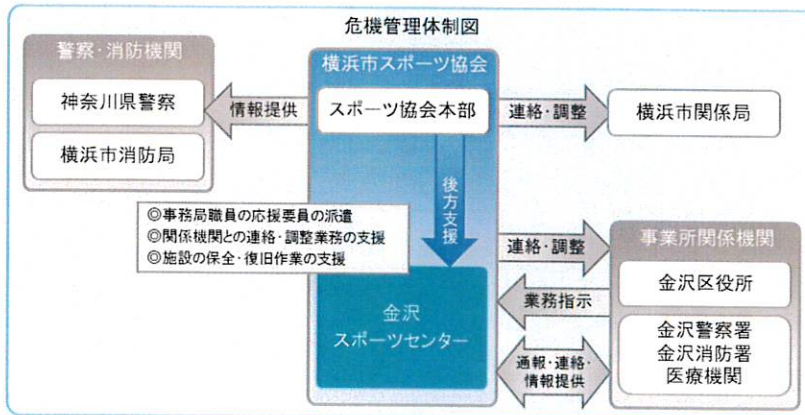 危機管理体制図
警察・消防機関
神奈川県警察
横浜市消防局
情報提供
横浜市スポーツ協会
スポーツ協会本部
連絡・調整
横浜市関係局
後方支援
◎事務局職員の応援要員の派遣
◎関係機関との連絡・調整業務の支援
◎施設の保全・復旧作業の支援
金沢
スポーツセンター
連絡・調整
業務指示
通報・連絡・
情報提供
事業所関係機関
金沢区役所
金沢警察署
金沢消防署
医療機関